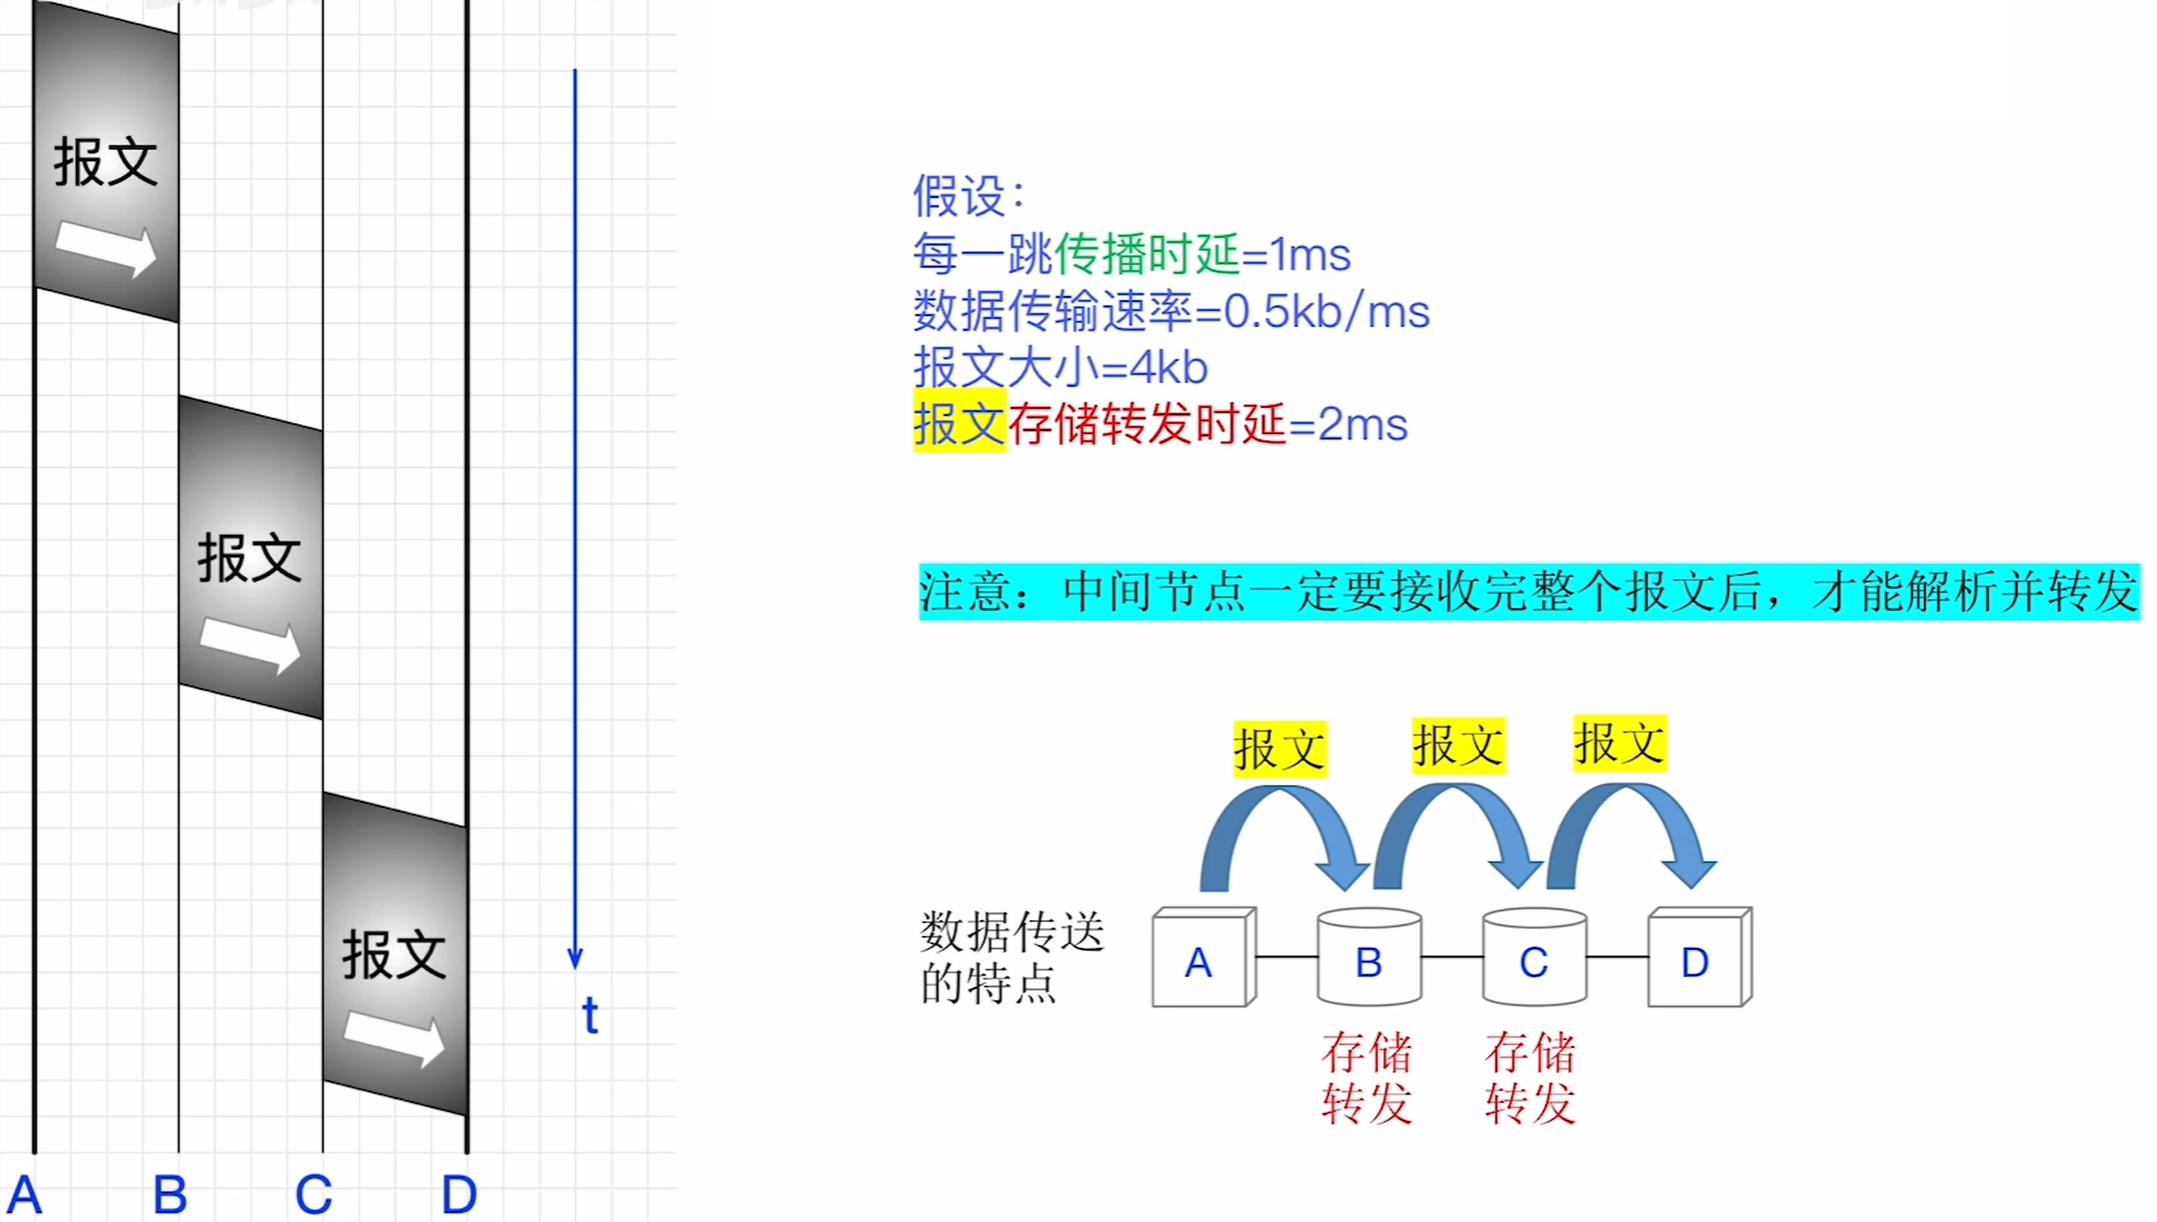 报文
报文
报文
t
A B C D
假设：
每一跳传播时延=1ms
数据传输速率=0.5kb/ms
报文大小=4kb
报文存储转发时延=2ms
注意：中间节点一定要接收完整个报文后，才能解析并转发
报文 报文 报文
数据传送
的特点
A B C D
存储 存储
转发 转发